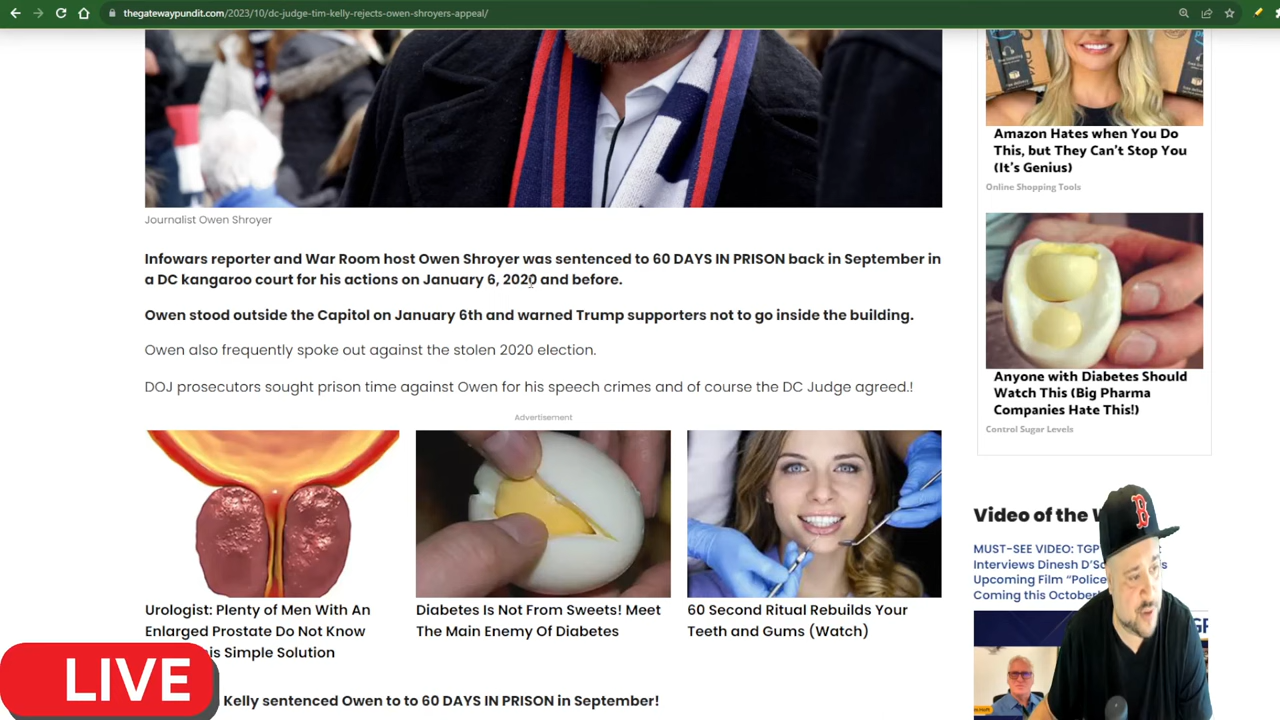 thegatewaypundit.com/2023/10/dc-judge-tim-kelly-rejects-owen-shroyers-appeal/
Journalist Owen Shroyer
Infowars reporter and War Room host Owen Shroyer was sentenced to 60 DAYS IN PRISON back in September in
a DC kangaroo court for his actions on January 6, 2020 and before.
Owen stood outside the Capitol on January 6th and warned Trump supporters not to go inside the building.
Owen also frequently spoke out against the stolen 2020 election.
DOJ prosecutors sought prison time against Owen for his speech crimes and of course the DC Judge agreed.!
Advertisement
Urologist: Plenty of Men With An
Enlarged Prostate Do Not Know
is Simple Solution
Diabetes Is Not From Sweets! Meet
The Main Enemy Of Diabetes
60 Second Ritual Rebuilds Your
Teeth and Gums (Watch)
Kelly sentenced Owen to to 60 DAYS IN PRISON in September!
Amazon Hates when You Do
This, but They Can't Stop You
(It's Genius)
Online Shopping Tools
Anyone with Diabetes Should
Watch This (Big Pharma
Companies Hate This!)
Control Sugar Levels
Video of the
MUST-SEE VIDEO: TGP
Interviews Dinesh D'S
Upcoming Film "Police
Coming this October
B
LIVE